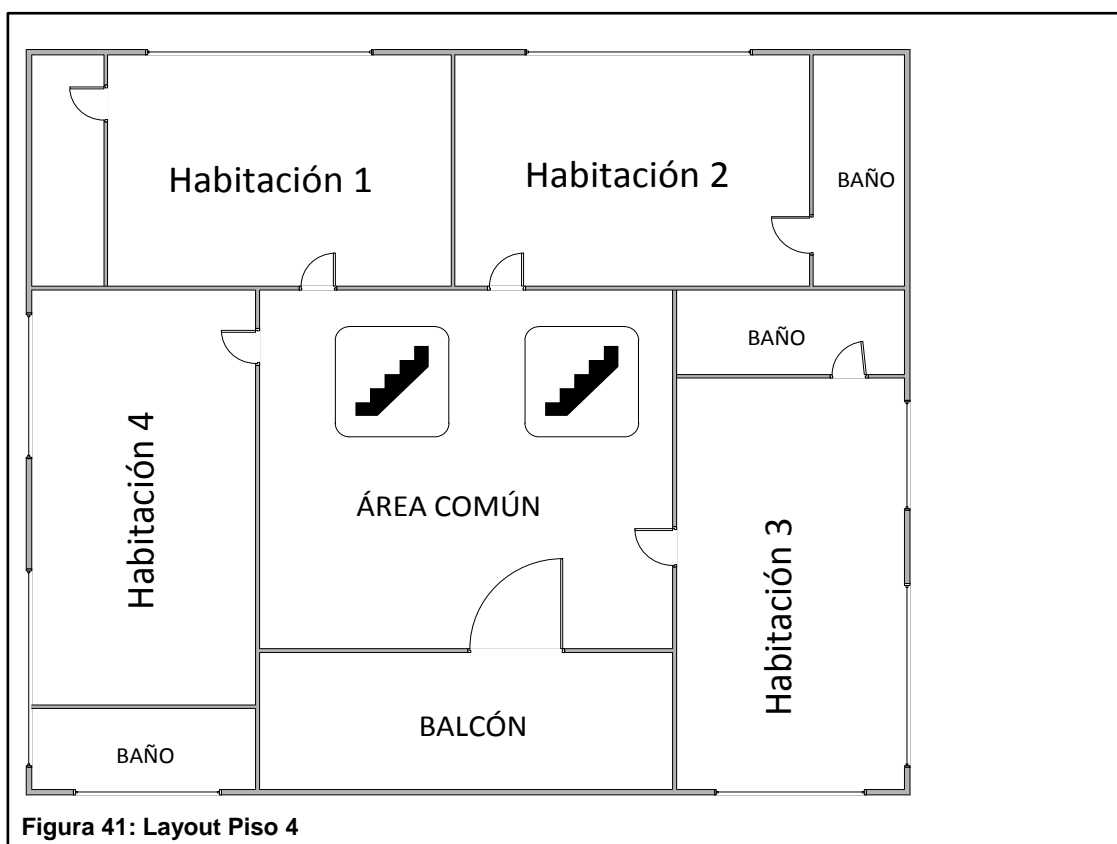 Habitación 1
Habitación 2
BAÑO
BAÑO
Habitación 4
ÁREA COMÚN
Habitación 3
BALCÓN
BAÑO
Figura 41: Layout Piso 4